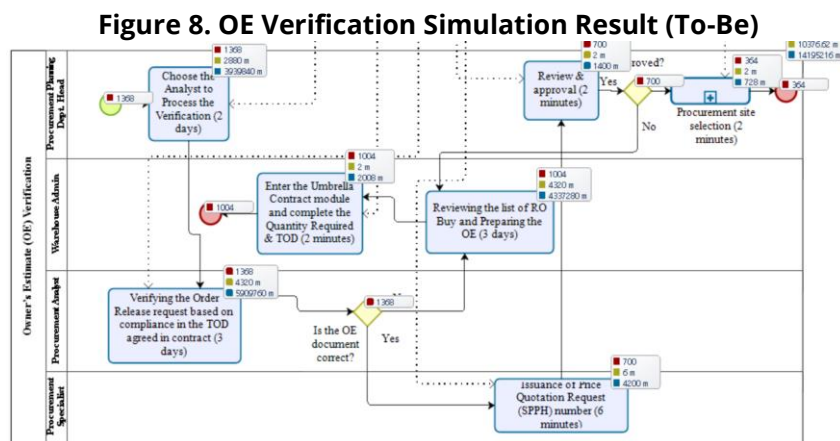 Figure 8. OE Verification Simulation Result (To-Be)
Owner's Estimate (OE) Verification
Procurement Planning
Dept. Head
1368
Choose the
Analyst to
Process the
Verification (2
days)
1368
2880 m
3939840 m
Review &
approval (2
minutes)
700
2 m
1400 m
Yes
roved?
700
No
Procurement site
selection (2
minutes)
364
2 m
728 m
364
10376.62 m
14195216 m
Warehouse Admin
1004
Enter the Umbrella
Contract module
and complete the
Quantity Required
& TOD (2 minutes)
1004
2 m
2008 m
Reviewing the list of RO
Buy and Preparing the
OE (3 days)
1004
4320 m
4337280 m
Procurement Analyst
Verifying the Order
Release request based on
compliance in the TOD
agreed in contract (3
days)
1368
4320 m
5909760 m
1368
Is the OE
document
correct?
Yes
Procurement
Specialist
Issuance of Price
Quotation Request
(SPPH) number (6
minutes)
700
6 m
4200 m